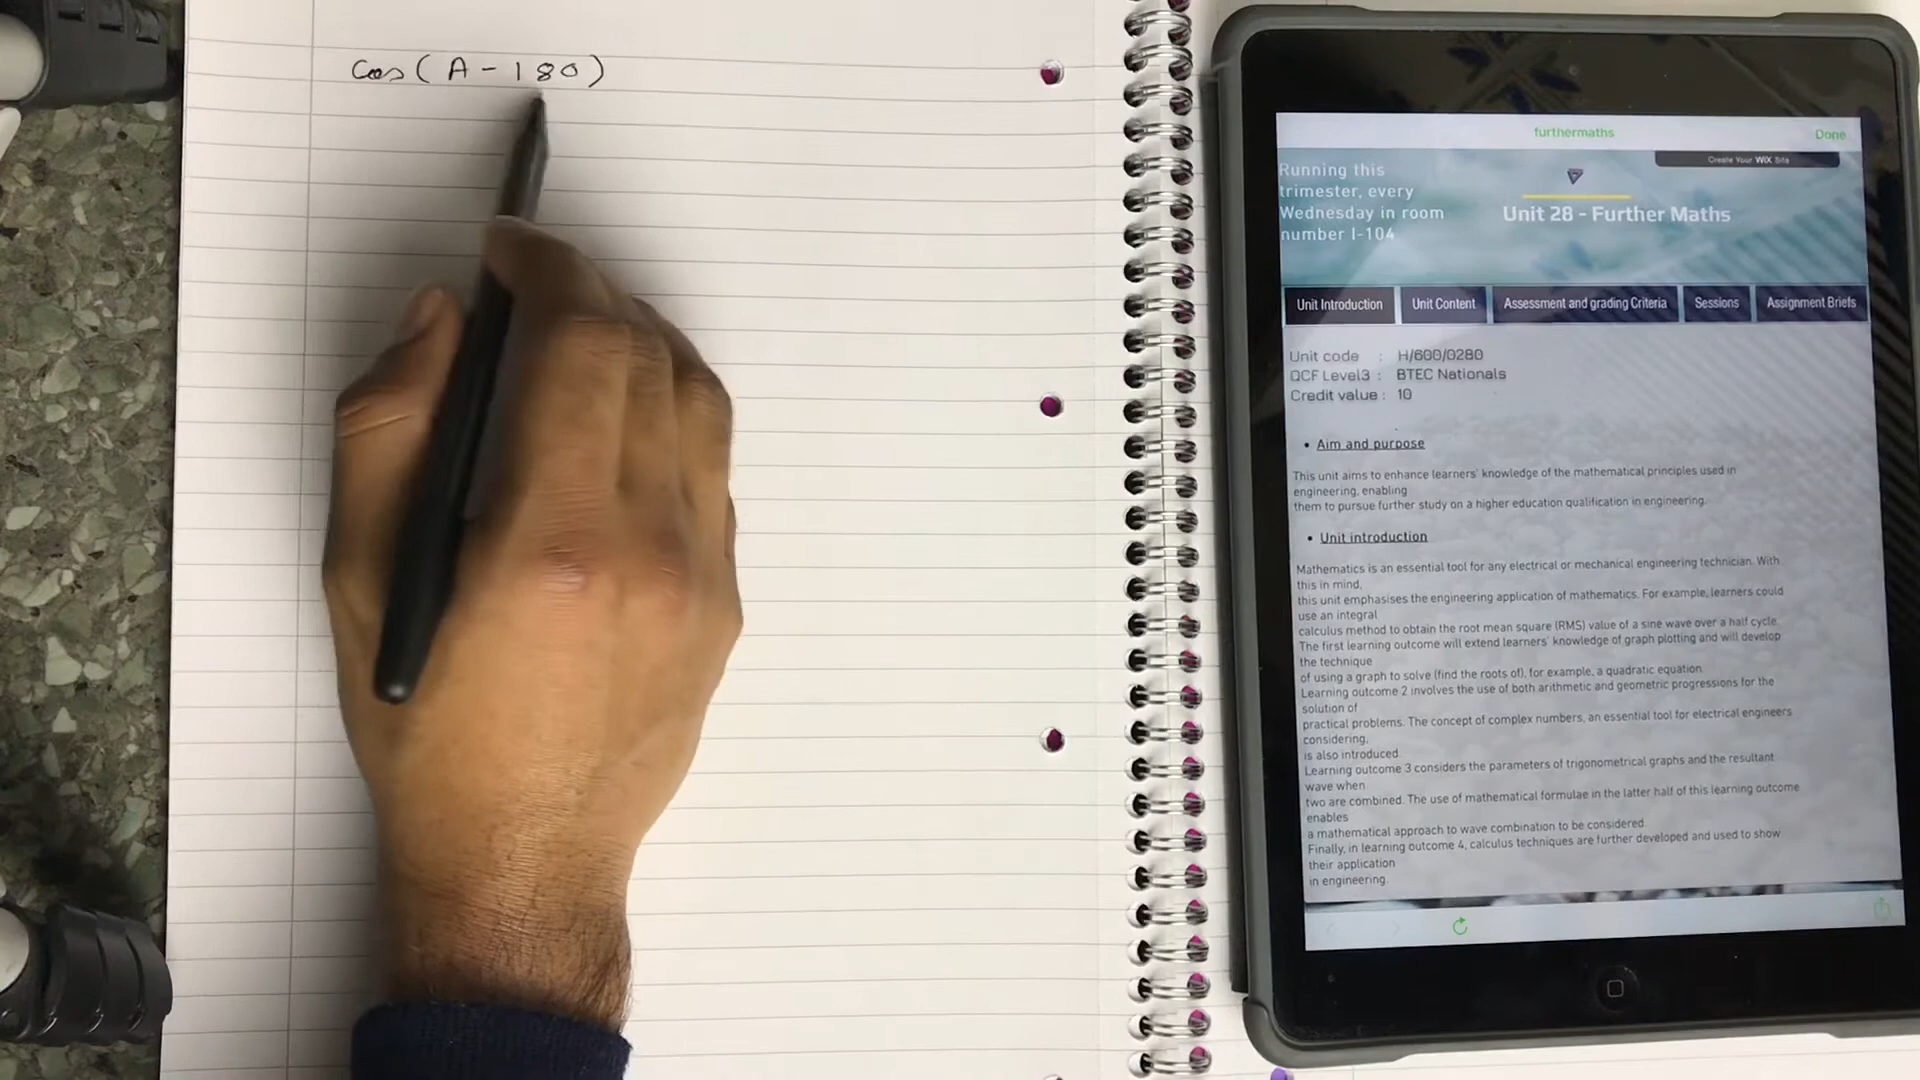 Cos(A-180)
furthermaths
Done
Create Your WiX Site
Running this
trimester, every
Wednesday in room
number I-104
Unit 28 - Further Maths
Unit Introduction
Unit Content
Assessment and grading Criteria
Sessions
Assignment Briefs
Unit code : H/600/0280
QCF Level3 : BTEC Nationals
Credit value : 10
• Aim and purpose
This unit aims to enhance learners' knowledge of the mathematical principles used in
engineering, enabling
them to pursue further study on a higher education qualification in engineering.
• Unit introduction
Mathematics is an essential tool for any electrical or mechanical engineering technician. With
this in mind,
this unit emphasises the engineering application of mathematics. For example, learners could
use an integral
calculus method to obtain the root mean square (RMS) value of a sine wave over a half cycle.
The first learning outcome will extend learners' knowledge of graph plotting and will develop
the technique
of using a graph to solve (find the roots of), for example, a quadratic equation.
Learning outcome 2 involves the use of both arithmetic and geometric progressions for the
solution of
practical problems. The concept of complex numbers, an essential tool for electrical engineers
considering,
is also introduced.
Learning outcome 3 considers the parameters of trigonometrical graphs and the resultant
wave when
two are combined. The use of mathematical formulae in the latter half of this learning outcome
enables
a mathematical approach to wave combination to be considered.
Finally, in learning outcome 4, calculus techniques are further developed and used to show
their application
in engineering.